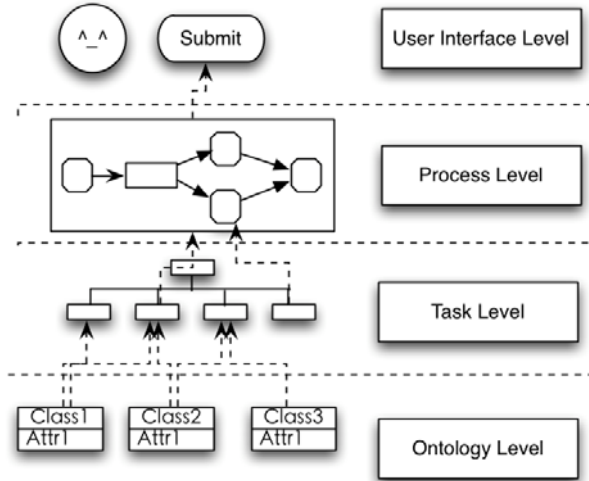 ^_^
Submit
User Interface Level
Process Level
Task Level
Class1
Attr1
Class2
Attr1
Class3
Attr1
Ontology Level